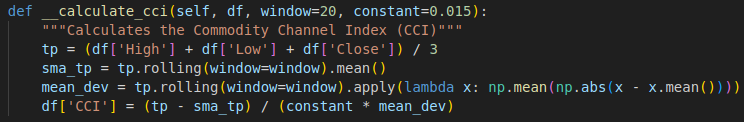 def __calculate_cci(self, df, window=20, constant=0.015):
    """Calculates the Commodity Channel Index (CCI)"""
    tp = (df['High'] + df['Low'] + df['Close']) / 3
    sma_tp = tp.rolling(window=window).mean()
    mean_dev = tp.rolling(window=window).apply(lambda x: np.mean(np.abs(x - x.mean())))
    df['CCI'] = (tp - sma_tp) / (constant * mean_dev)